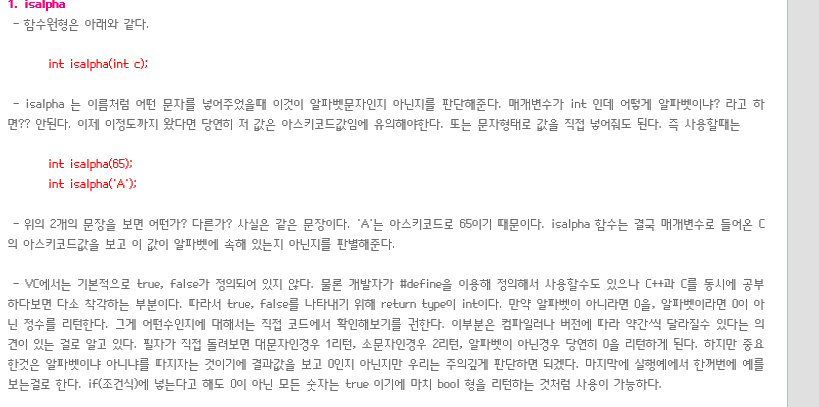 1. isalpha
- 함수원형은 아래와 같다.
int isalpha(int c);
- isalpha 는 이름처럼 어떤 문자를 넣어주었을때 이것이 알파벳문자인지 아닌지를 판단해준다. 매개변수가 int 인데 어떻게 알파벳이냐? 라고 하
면?? 안된다. 이제 이정도까지 왔다면 당연히 저 값은 아스키코드값임에 유의해야한다. 또는 문자형태로 값을 직접 넣어줘도 된다. 즉 사용할때는
int isalpha(65);
int isalpha('A');
- 위의 2개의 문장을 보면 어떤가? 다른가? 사실은 같은 문장이다. 'A'는 아스키코드로 65이기 때문이다. isalpha 함수는 결국 매개변수로 들어온 C
의 아스키코드값을 보고 이 값이 알파벳에 속해 있는지 아닌지를 판별해준다.
- VC에서는 기본적으로 true, false가 정의되어 있지 않다. 물론 개발자가 #define을 이용해 정의해서 사용할수도 있으나 C++과 C를 동시에 공부
하다보면 다소 착각하는 부분이다. 따라서 true, false를 나타내기 위해 return type이 int이다. 만약 알파벳이 아니라면 0을, 알파벳이라면 0이 아
닌 정수를 리턴한다. 그게 어떤수인지에 대해서는 직접 코드에서 확인해보기를 권한다. 이부분은 컴파일러나 버전에 따라 약간식 달라질수 있다는 의
견이 있는 걸로 알고 있다. 필자가 직접 돌려보면 대문자인경우 1리턴, 소문자인경우 2리턴, 알파벳이 아닌경우 당연히 0을 리턴하게 된다. 하지만 중요
한것은 알파벳이냐 아니냐를 따지자는 것이기에 결과값을 보고 0인지 아닌지만 우리는 주의깊게 판단하면 되겠다. 마지막에 실행예에서 한꺼번에 예를
보는걸로 한다. if(조건식)에 넣는다고 해도 0이 아닌 모든 숫자는 true 이기에 마치 bool 형을 리턴하는 것처럼 사용이 가능하다.